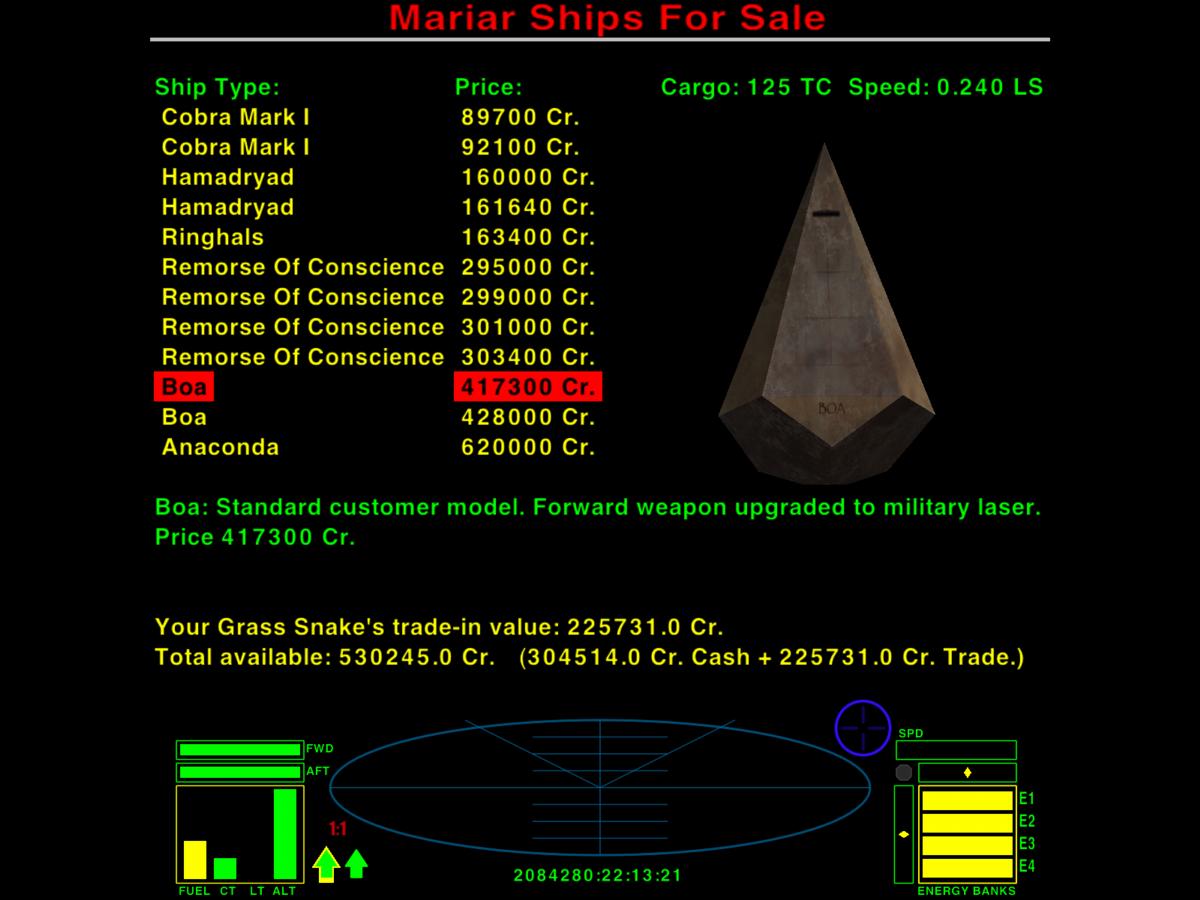 Mariar Ships For Sale
Ship Type: Price: Cargo: 125 TC Speed: 0.240 LS
Cobra Mark I 89700 Cr.
Cobra Mark I 92100 Cr.
Hamadryad 160000 Cr.
Hamadryad 161640 Cr.
Ringhals 163400 Cr.
Remorse Of Conscience 295000 Cr.
Remorse Of Conscience 299000 Cr.
Remorse Of Conscience 301000 Cr.
Remorse Of Conscience 303400 Cr.
Boa 417300 Cr.
Boa 428000 Cr.
Anaconda 620000 Cr.
BOA
Boa: Standard customer model. Forward weapon upgraded to military laser.
Price 417300 Cr.
Your Grass Snake's trade-in value: 225731.0 Cr.
Total available: 530245.0 Cr. (304514.0 Cr. Cash + 225731.0 Cr. Trade.)
FWD
AFT
1:1
FUEL CT LT ALT
2084280:22:13:21
SPD
E1
E2
E3
E4
ENERGY BANKS